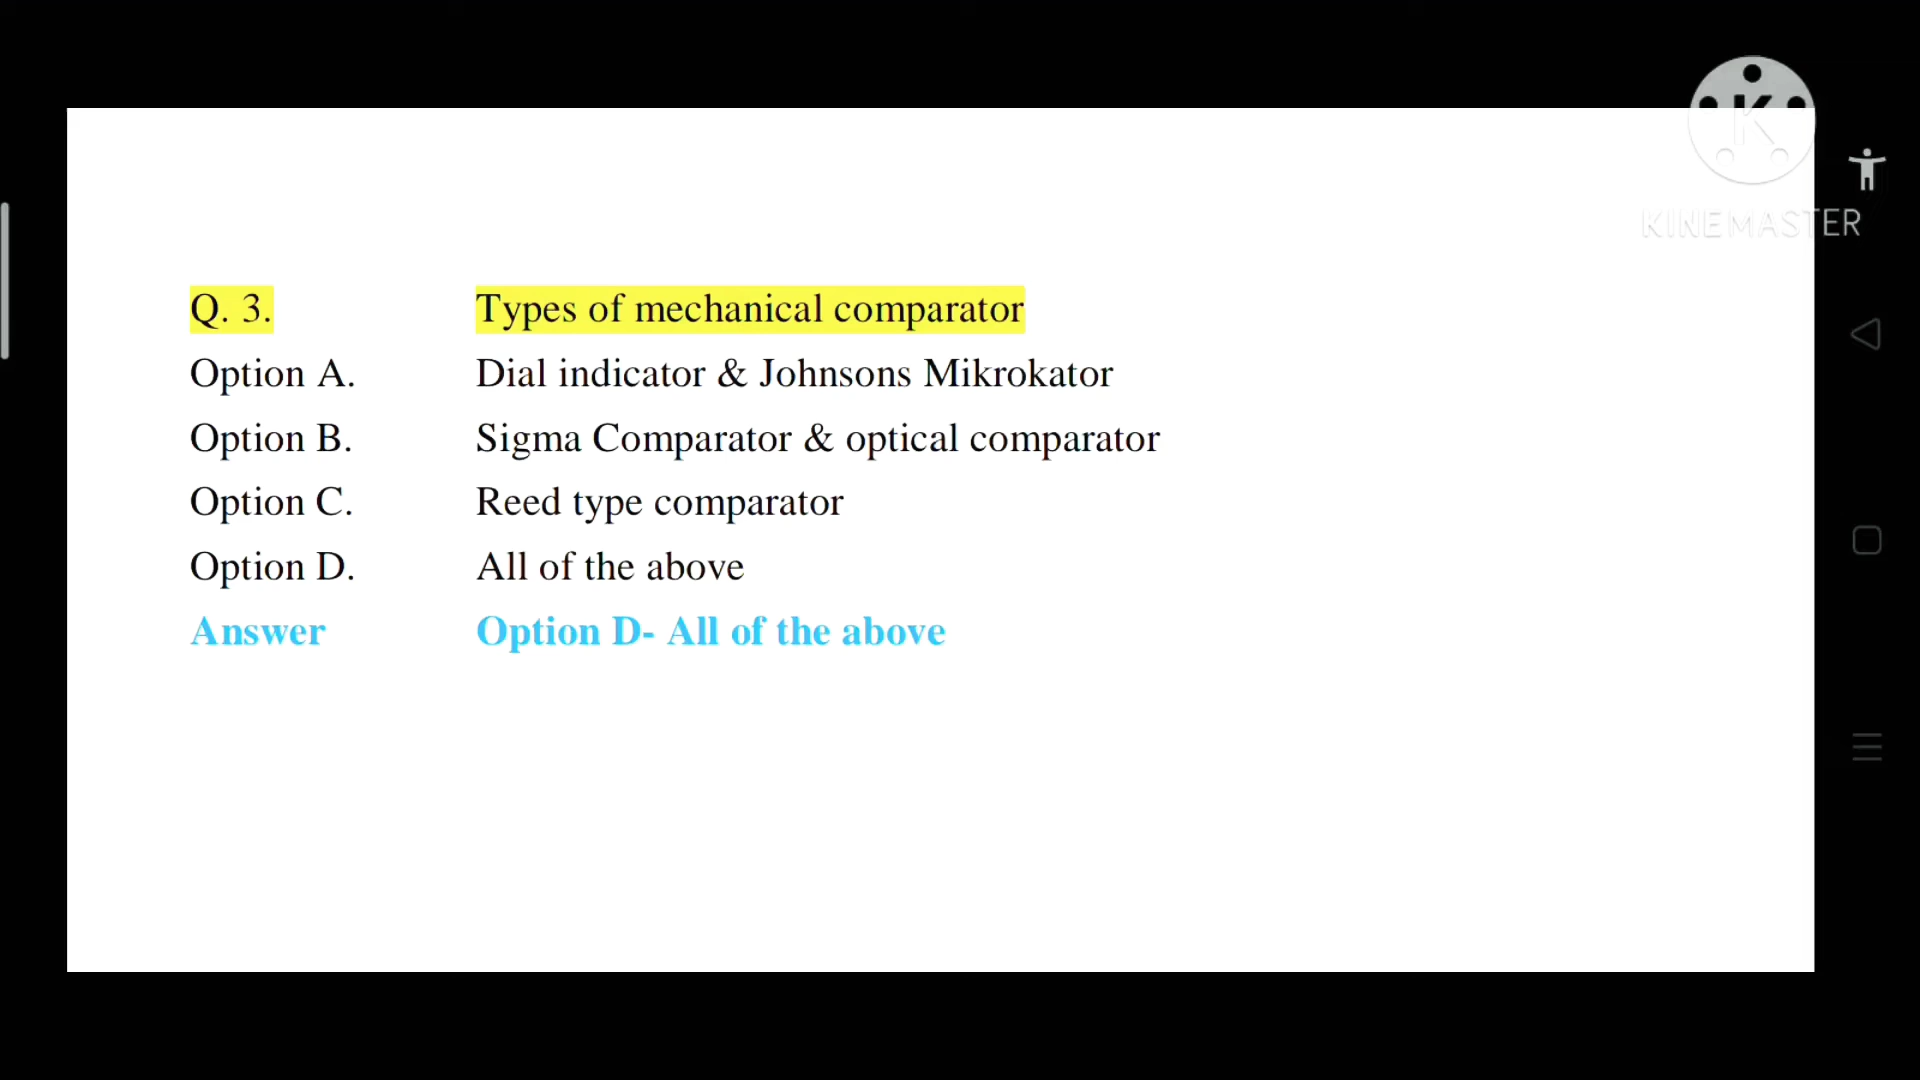 K
KINEMASTER
Q. 3. Types of mechanical comparator
Option A. Dial indicator & Johnsons Mikrokator
Option B. Sigma Comparator & optical comparator
Option C. Reed type comparator
Option D. All of the above
Answer Option D- All of the above